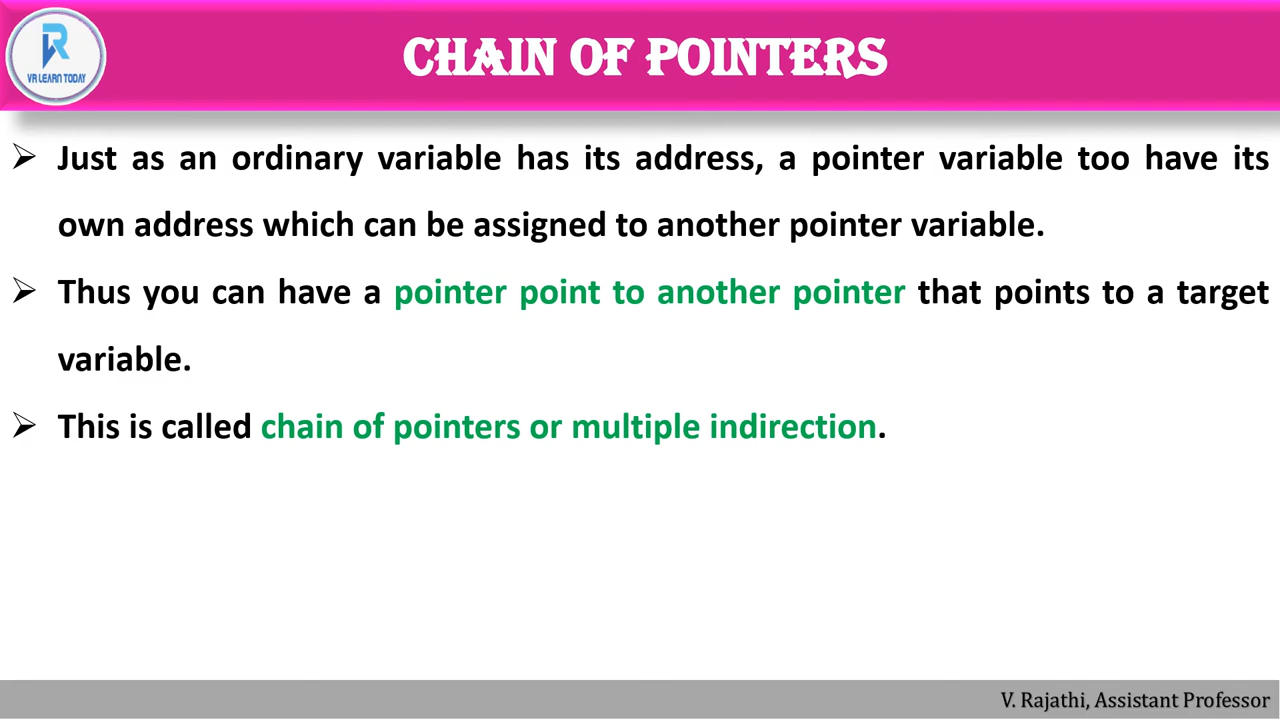 VR LEARN TODAY
CHAIN OF POINTERS
➢ Just as an ordinary variable has its address, a pointer variable too have its
own address which can be assigned to another pointer variable.
➢ Thus you can have a pointer point to another pointer that points to a target
variable.
➢ This is called chain of pointers or multiple indirection.
V. Rajathi, Assistant Professor